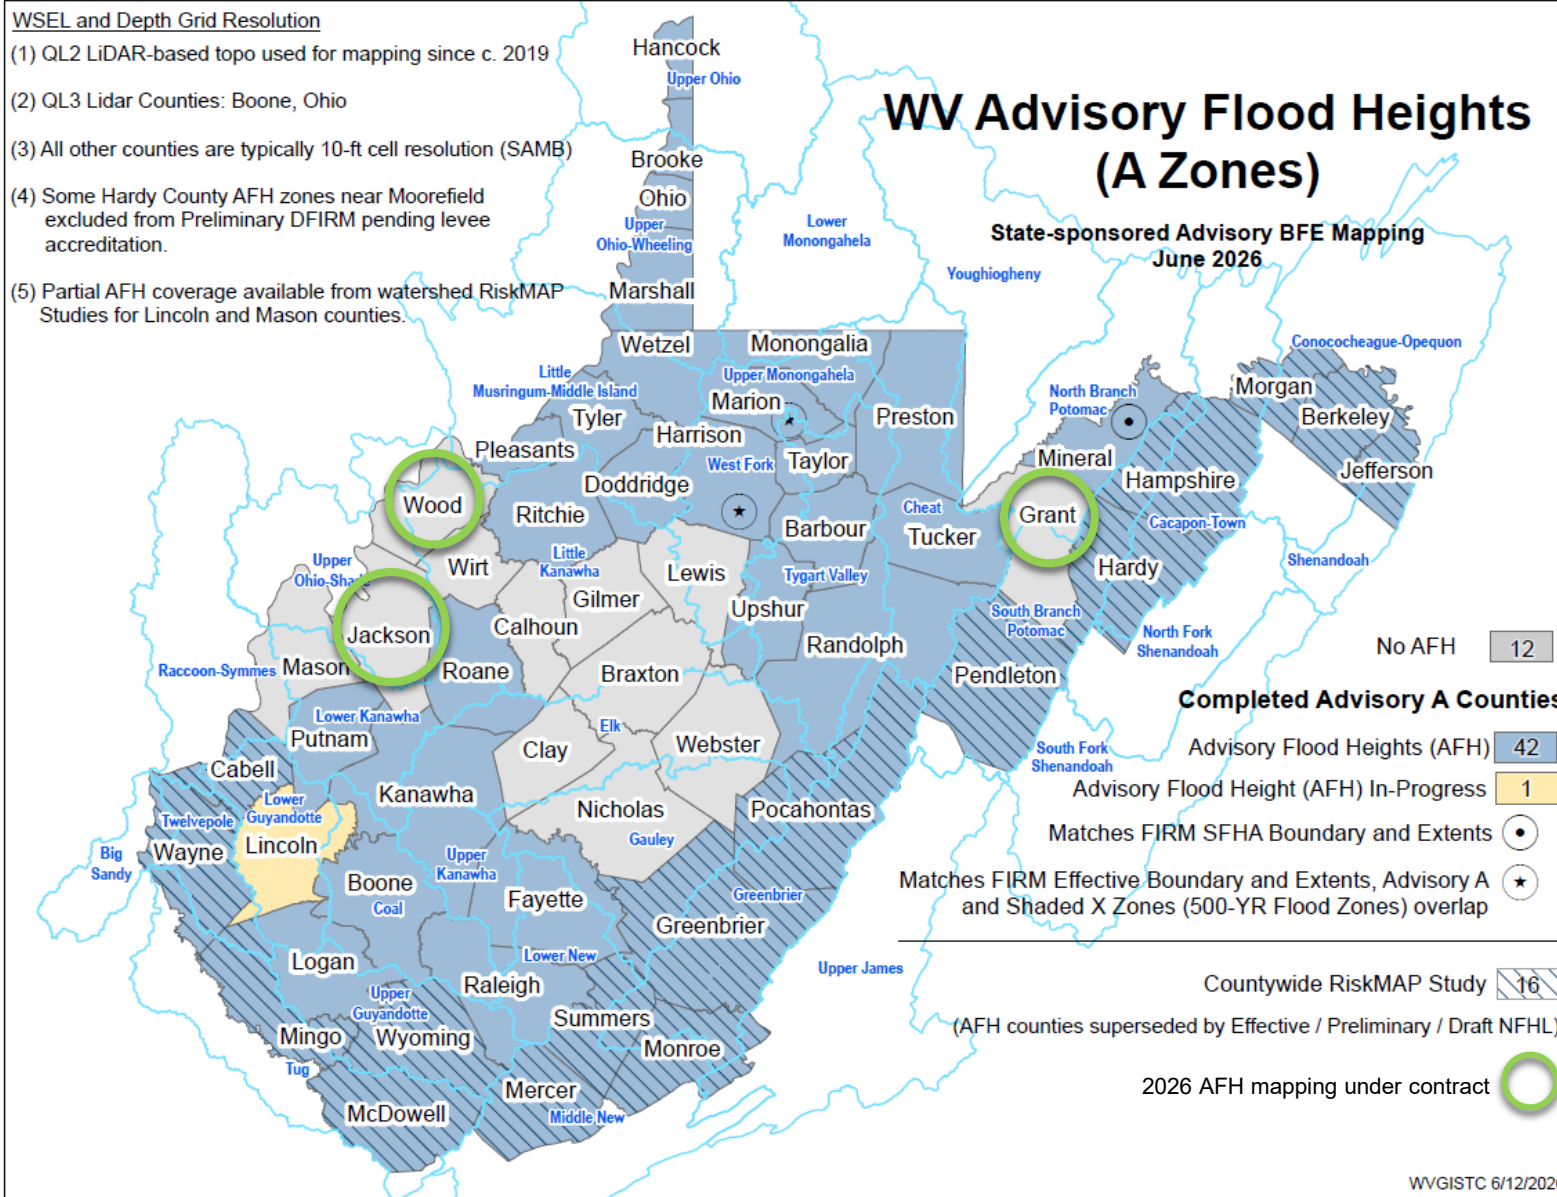 WSEL and Depth Grid Resolution
(1) QL2 LiDAR-based topo used for mapping since c. 2019
(2) QL3 Lidar Counties: Boone, Ohio
(3) All other counties are typically 10-ft cell resolution (SAMB)
(4) Some Hardy County AFH zones near Moorefield
excluded from Preliminary DFIRM pending levee
accreditation.
(5) Partial AFH coverage available from watershed RiskMAP
Studies for Lincoln and Mason counties.
WV Advisory Flood Heights
(A Zones)
State-sponsored Advisory BFE Mapping
June 2026
Hancock
Upper Ohio
Brooke
Ohio
Upper
Ohio-Wheeling
Lower
Monongahela
Youghiogheny
Marshall
Wetzel
Monongalia
Conococheague-Opequon
Little
Musringum-Middle Island
Upper Monongahela
Marion
North Branch
Potomac
Morgan
Berkeley
Tyler
Preston
Harrison
Pleasants
West Fork
Taylor
Mineral
Jefferson
Doddridge
Hampshire
Wood
Ritchie
Barbour
Cheat
Tucker
Grant
Cacapon-Town
Upper
Ohio-Shade
Wirt
Little
Kanawha
Lewis
Tygart Valley
Hardy
Shenandoah
Gilmer
Upshur
South Branch
Potomac
Jackson
Calhoun
Randolph
North Fork
Shenandoah
Raccoon-Symmes
Mason
Roane
Braxton
Pendleton
Lower Kanawha
Putnam
Elk
Clay
Webster
South Fork
Shenandoah
Cabell
Kanawha
Lower
Guyandotte
Nicholas
Pocahontas
Twelvepole
Gauley
Big
Sandy
Wayne
Lincoln
Upper
Kanawha
Boone
Coal
Fayette
Greenbrier
Greenbrier
Logan
Lower New
Upper James
Raleigh
Upper
Guyandotte
Summers
Mingo
Wyoming
Monroe
Tug
Mercer
McDowell
Middle New
No AFH 12
Completed Advisory A Counties
Advisory Flood Heights (AFH) 42
Advisory Flood Height (AFH) In-Progress 1
Matches FIRM SFHA Boundary and Extents
Matches FIRM Effective Boundary and Extents, Advisory A
and Shaded X Zones (500-YR Flood Zones) overlap
Countywide RiskMAP Study 16
(AFH counties superseded by Effective / Preliminary / Draft NFHL)
2026 AFH mapping under contract
WVGISTC 6/12/2026